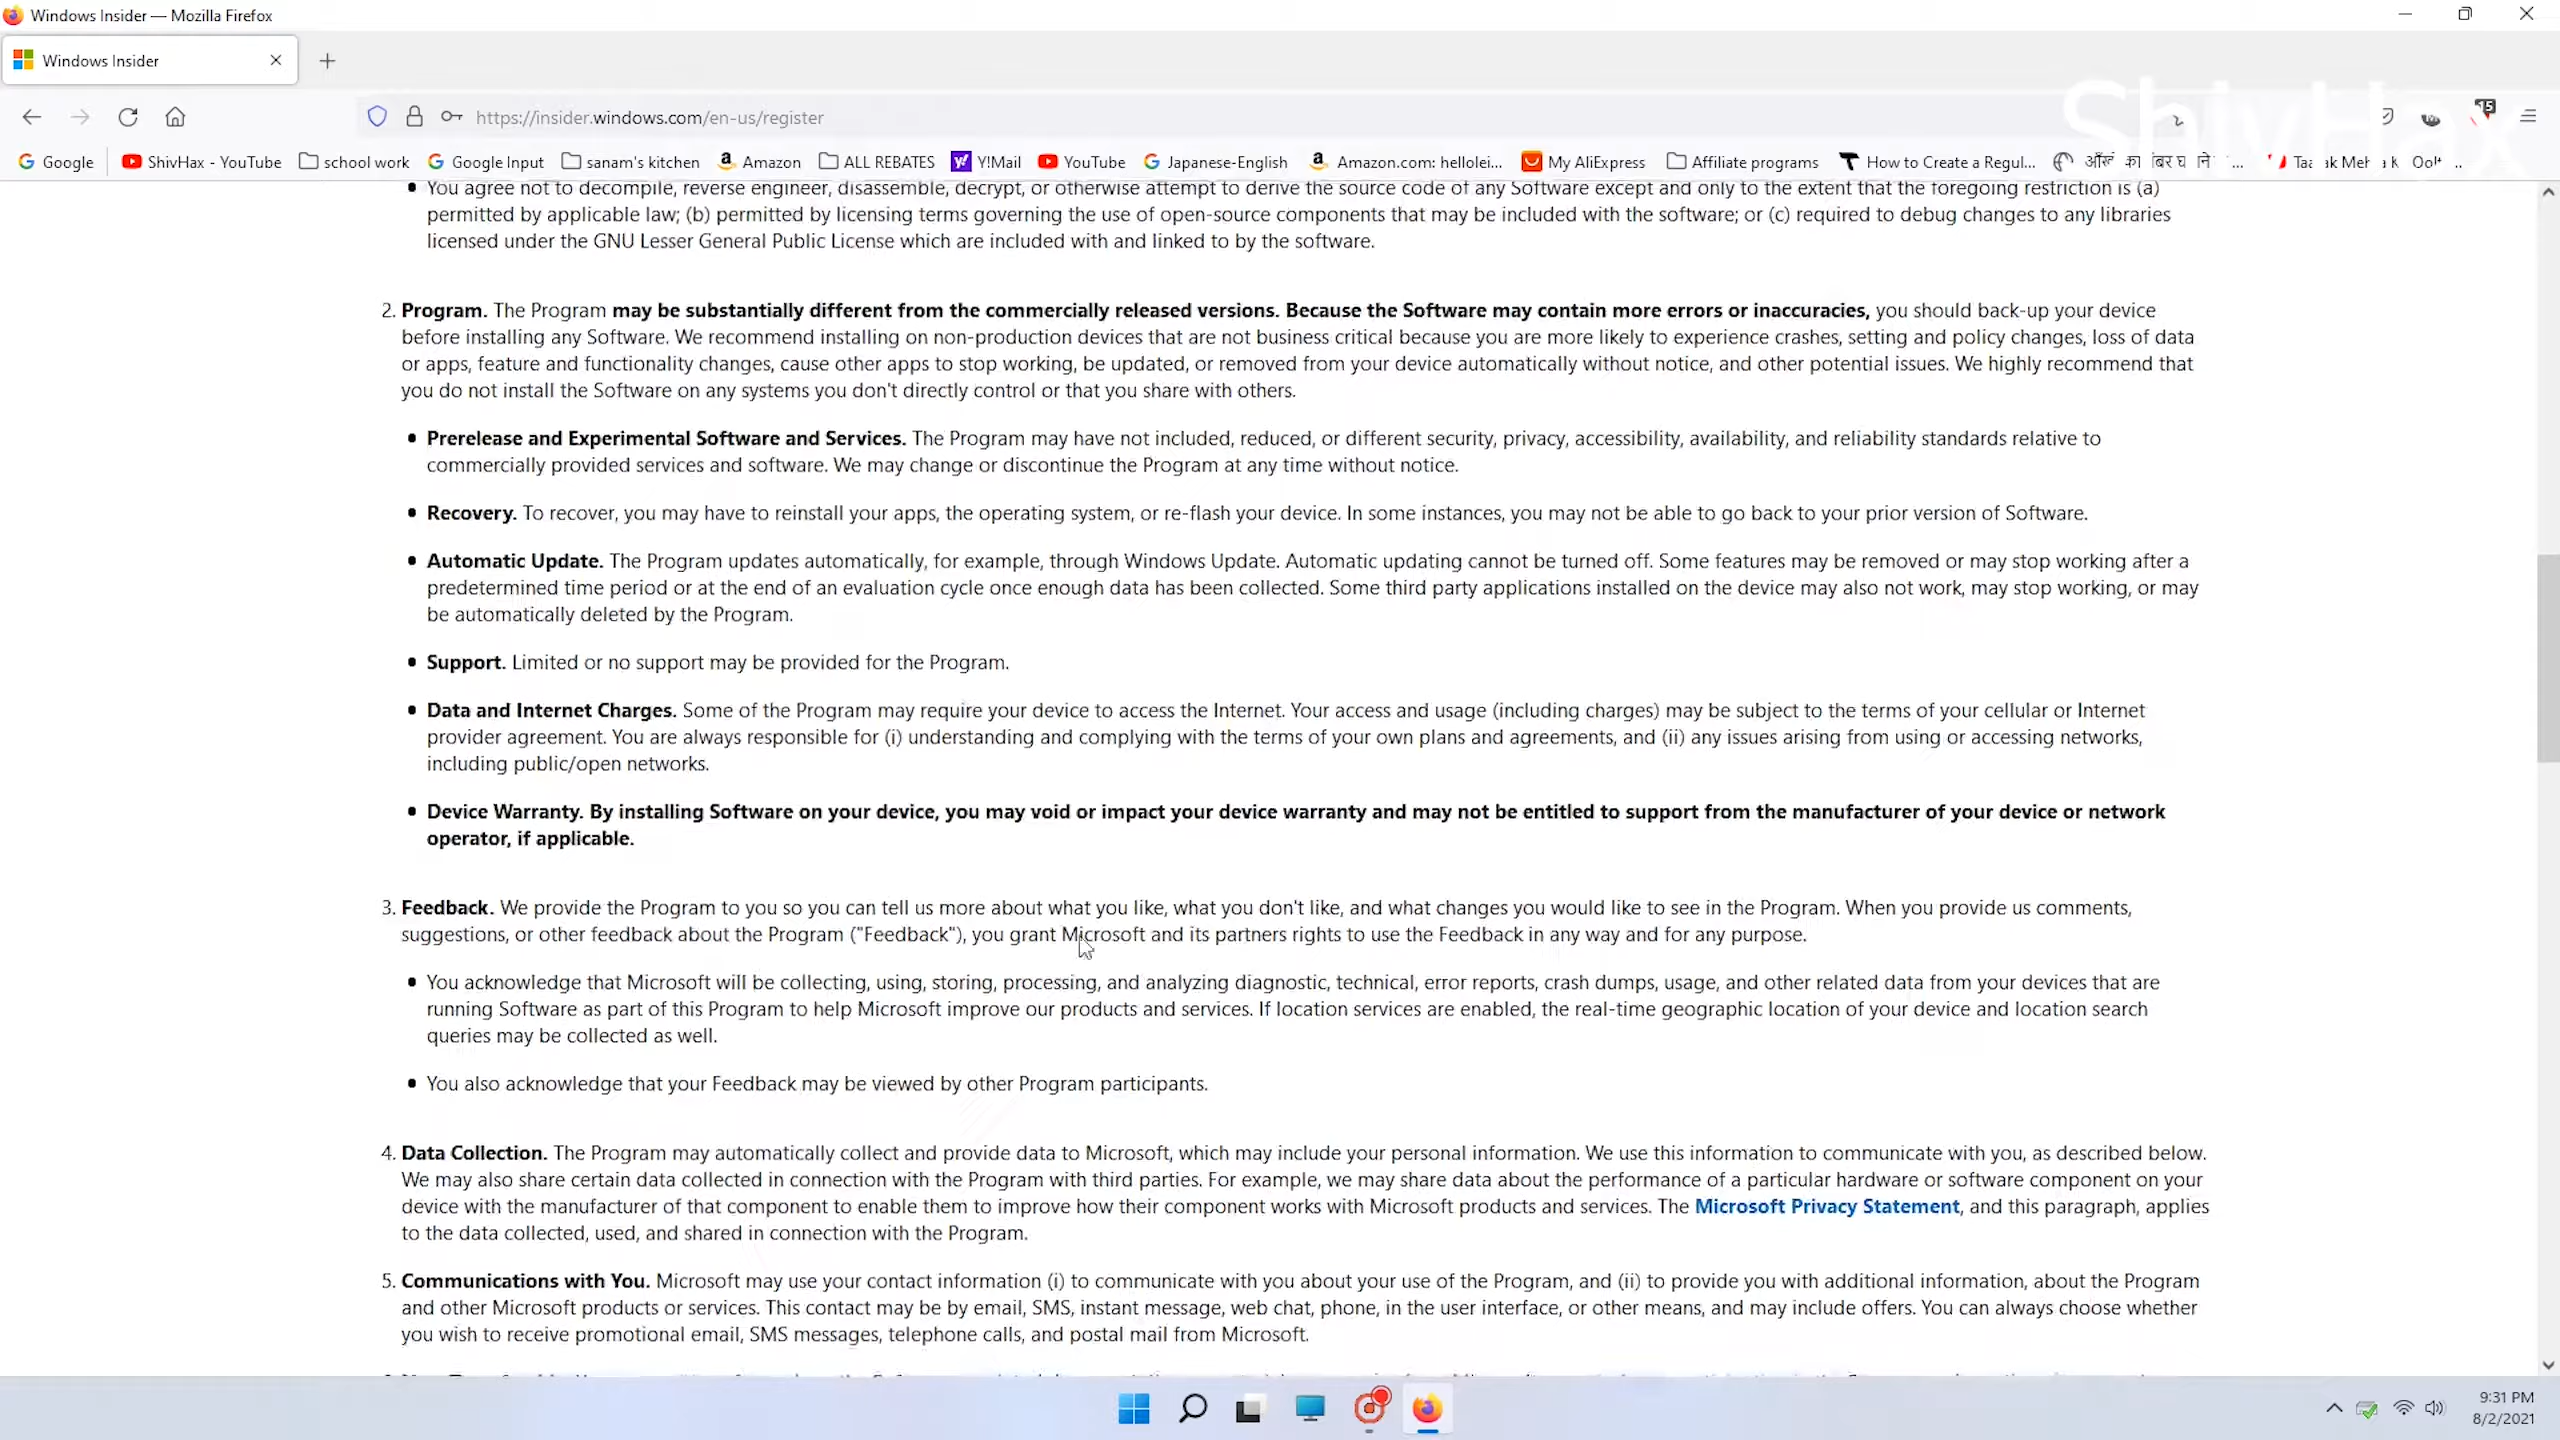 Windows Insider — Mozilla Firefox
Windows Insider
https://insider.windows.com/en-us/register
ShivHax
15
Google
ShivHax - YouTube
school work
Google Input
sanam's kitchen
Amazon
ALL REBATES
Y!Mail
YouTube
Japanese-English
Amazon.com: hellolei...
My AliExpress
Affiliate programs
How to Create a Regul...
• You agree not to decompile, reverse engineer, disassemble, decrypt, or otherwise attempt to derive the source code of any Software except and only to the extent that the foregoing restriction is (a)
permitted by applicable law; (b) permitted by licensing terms governing the use of open-source components that may be included with the software; or (c) required to debug changes to any libraries
licensed under the GNU Lesser General Public License which are included with and linked to by the software.
2. Program. The Program may be substantially different from the commercially released versions. Because the Software may contain more errors or inaccuracies, you should back-up your device
before installing any Software. We recommend installing on non-production devices that are not business critical because you are more likely to experience crashes, setting and policy changes, loss of data
or apps, feature and functionality changes, cause other apps to stop working, be updated, or removed from your device automatically without notice, and other potential issues. We highly recommend that
you do not install the Software on any systems you don't directly control or that you share with others.
• Prerelease and Experimental Software and Services. The Program may have not included, reduced, or different security, privacy, accessibility, availability, and reliability standards relative to
commercially provided services and software. We may change or discontinue the Program at any time without notice.
• Recovery. To recover, you may have to reinstall your apps, the operating system, or re-flash your device. In some instances, you may not be able to go back to your prior version of Software.
• Automatic Update. The Program updates automatically, for example, through Windows Update. Automatic updating cannot be turned off. Some features may be removed or may stop working after a
predetermined time period or at the end of an evaluation cycle once enough data has been collected. Some third party applications installed on the device may also not work, may stop working, or may
be automatically deleted by the Program.
• Support. Limited or no support may be provided for the Program.
• Data and Internet Charges. Some of the Program may require your device to access the Internet. Your access and usage (including charges) may be subject to the terms of your cellular or Internet
provider agreement. You are always responsible for (i) understanding and complying with the terms of your own plans and agreements, and (ii) any issues arising from using or accessing networks,
including public/open networks.
• Device Warranty. By installing Software on your device, you may void or impact your device warranty and may not be entitled to support from the manufacturer of your device or network
operator, if applicable.
3. Feedback. We provide the Program to you so you can tell us more about what you like, what you don't like, and what changes you would like to see in the Program. When you provide us comments,
suggestions, or other feedback about the Program ("Feedback"), you grant Microsoft and its partners rights to use the Feedback in any way and for any purpose.
• You acknowledge that Microsoft will be collecting, using, storing, processing, and analyzing diagnostic, technical, error reports, crash dumps, usage, and other related data from your devices that are
running Software as part of this Program to help Microsoft improve our products and services. If location services are enabled, the real-time geographic location of your device and location search
queries may be collected as well.
• You also acknowledge that your Feedback may be viewed by other Program participants.
4. Data Collection. The Program may automatically collect and provide data to Microsoft, which may include your personal information. We use this information to communicate with you, as described below.
We may also share certain data collected in connection with the Program with third parties. For example, we may share data about the performance of a particular hardware or software component on your
device with the manufacturer of that component to enable them to improve how their component works with Microsoft products and services. The Microsoft Privacy Statement, and this paragraph, applies
to the data collected, used, and shared in connection with the Program.
5. Communications with You. Microsoft may use your contact information (i) to communicate with you about your use of the Program, and (ii) to provide you with additional information, about the Program
and other Microsoft products or services. This contact may be by email, SMS, instant message, web chat, phone, in the user interface, or other means, and may include offers. You can always choose whether
you wish to receive promotional email, SMS messages, telephone calls, and postal mail from Microsoft.
9:31 PM
8/2/2021